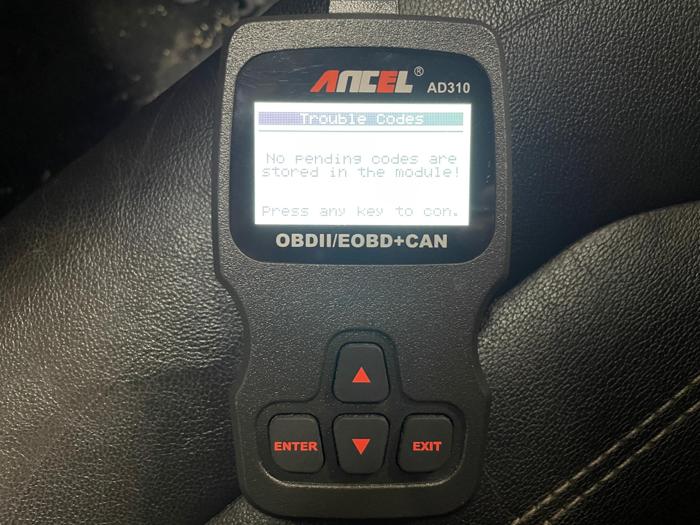 ANCEL® AD310
Trouble Codes
No pending codes are
stored in the module!
Press any key to con.
OBDII/EOBD+CAN
▲
ENTER ▼ EXIT